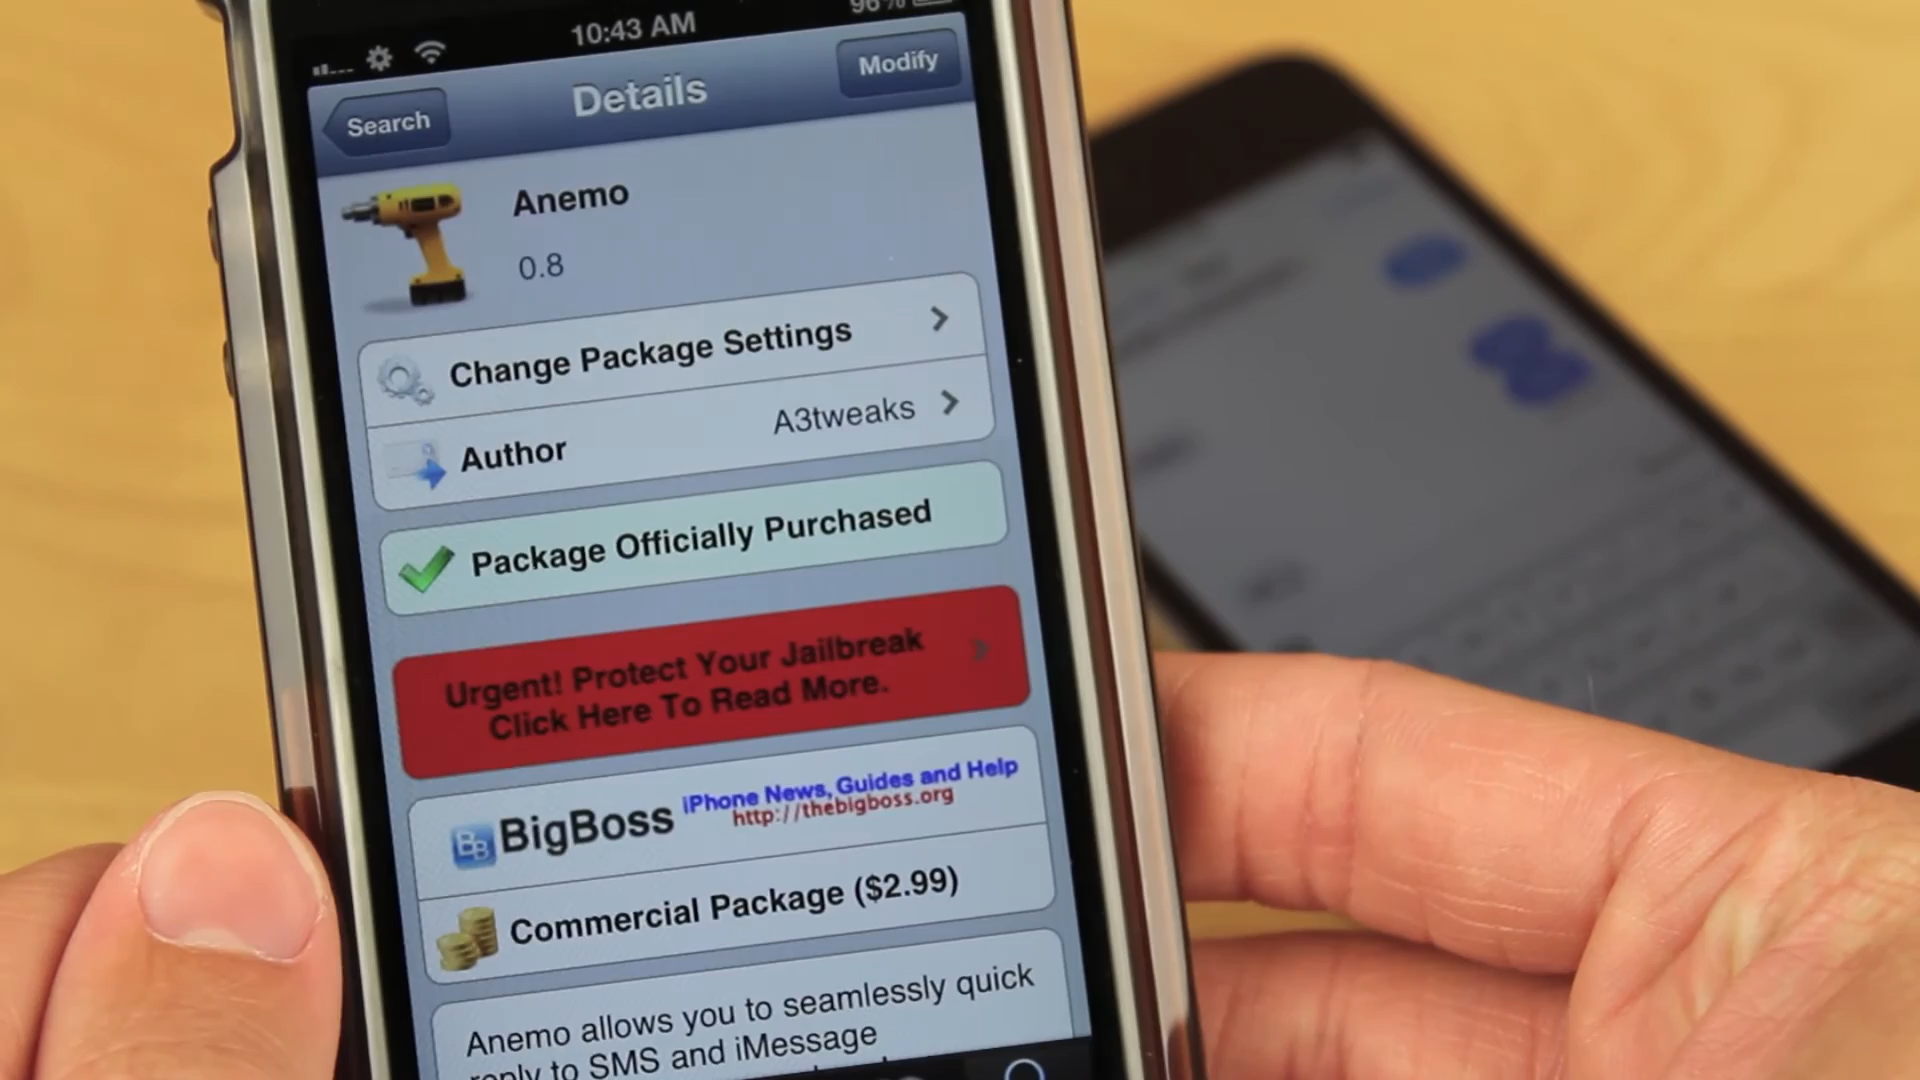 10:43 AM
96%
Search
Details
Modify
Anemo
0.8
Change Package Settings
Author
A3tweaks
Package Officially Purchased
Urgent! Protect Your Jailbreak
Click Here To Read More.
BB
BigBoss
iPhone News, Guides and Help
http://thebigboss.org
Commercial Package ($2.99)
Anemo allows you to seamlessly quick
reply to SMS and iMessage